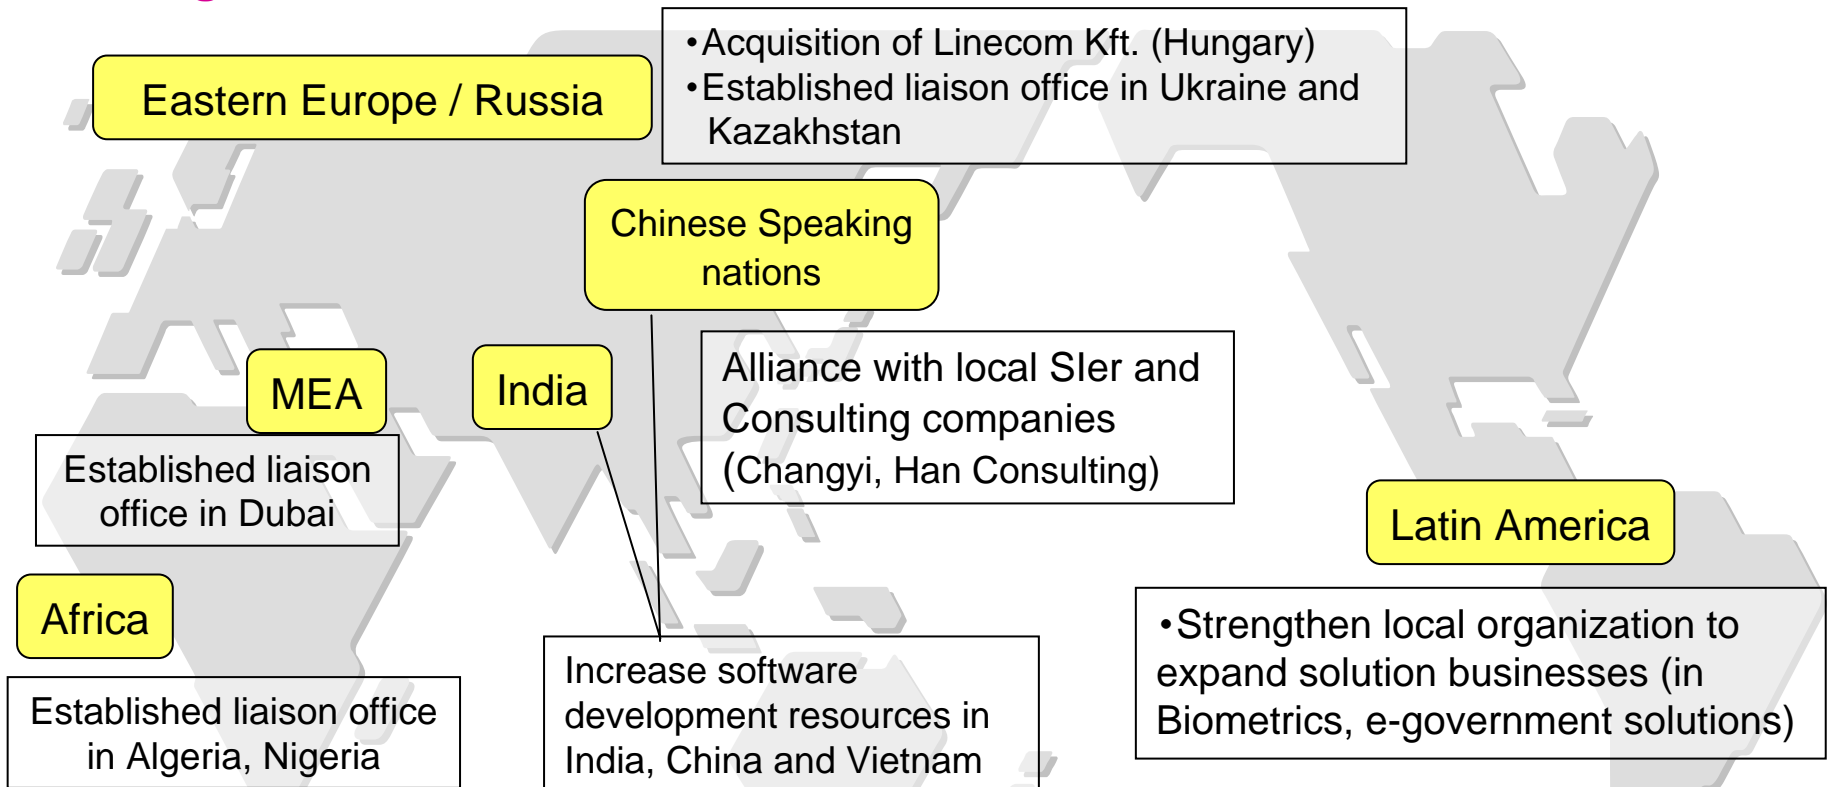 •Acquisition of Linecom Kft. (Hungary)
•Established liaison office in Ukraine and
Kazakhstan
Eastern Europe / Russia
Chinese Speaking
nations
MEA
India
Alliance with local SIer and
Consulting companies
(Changyi, Han Consulting)
Established liaison
office in Dubai
Latin America
Africa
•Strengthen local organization to
expand solution businesses (in
Biometrics, e-government solutions)
Increase software
development resources in
India, China and Vietnam
Established liaison office
in Algeria, Nigeria